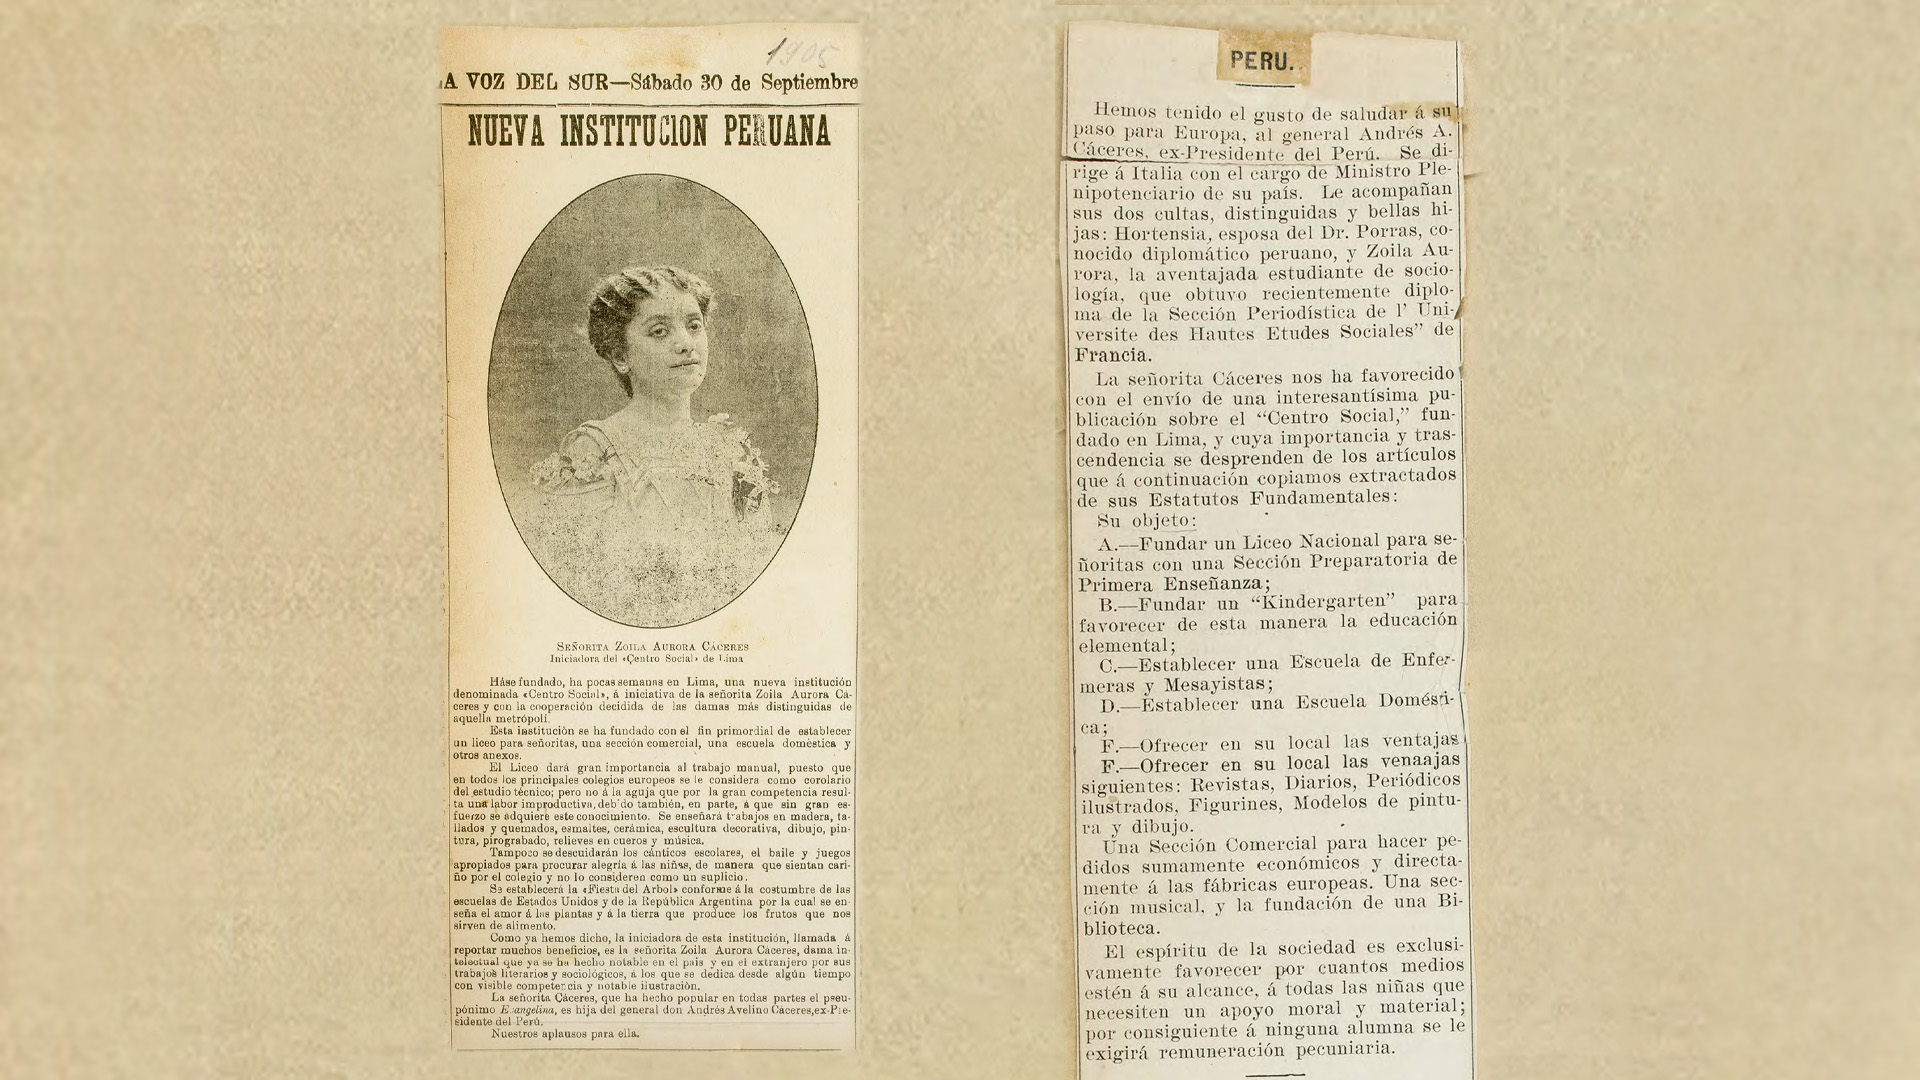 1905
A VOZ DEL SUR—Sábado 30 de Septiembre
NUEVA INSTITUCION PERUANA
SEÑORITA ZOILA AURORA CÁCERES
Iniciadora del «Centro Social» de Lima
Háse fundado, ha pocas semanas en Lima, una nueva institución
denominada «Centro Social», á iniciativa de la señorita Zoila Aurora Cá-
ceres y con la cooperación decidida de las damas más distinguidas de
aquella metrópoli.
Esta institución se ha fundado con el fin primordial de establecer
un liceo para señoritas, una sección comercial, una escuela doméstica y
otros anexos.
El Liceo dará gran importancia al trabajo manual, puesto que
en todos los principales colegios europeos se le considera como corolario
del estudio técnico; pero no á la aguja que por la gran competencia resul-
ta una labor improductiva, deb'do también, en parte, á que sin gran es-
fuerzo se adquiere este conocimiento. Se enseñará trabajos en madera, ta-
llados y quemados, esmaltes, cerámica, escultura decorativa, dibujo, pin-
tura, pirograbado, relieves en cueros y música.
Tampoco se descuidarán los cánticos escolares, el baile y juegos
apropiados para procurar alegría á las niñas, de manera que sientan cari-
ño por el colegio y no lo consideren como un suplicio.
Se establecerá la «Fiesta del Arbol» conforme á la costumbre de las
escuelas de Estados Unidos y de la República Argentina por la cual se en-
seña el amor á las plantas y á la tierra que produce los frutos que nos
sirven de alimento.
Como ya hemos dicho, la iniciadora de esta institución, llamada á
reportar muchos beneficios, es la señorita Zoila Aurora Cáceres, dama in-
telectual que ya se ha hecho notable en el país y en el extranjero por sus
trabajos literarios y sociológicos, á los que se dedica desde algún tiempo
con visible competencia y notable ilustración.
La señorita Cáceres, que ha hecho popular en todas partes el pseu-
pónimo Evangelina, es hija del general don Andrés Avelino Cáceres, ex-Pre-
sidente del Perú.
Nuestros aplausos para ella.
PERU.
Hemos tenido el gusto de saludar á su
paso para Europa, al general Andrés A.
Cáceres, ex-Presidente del Perú. Se di-
rige á Italia con el cargo de Ministro Ple-
nipotenciario de su país. Le acompañan
sus dos cultas, distinguidas y bellas hi-
jas: Hortensia, esposa del Dr. Porras, co-
nocido diplomático peruano, y Zoila Au-
rora, la aventajada estudiante de socio-
logía, que obtuvo recientemente diplo-
ma de la Sección Periodística de l' Uni-
versite des Hautes Etudes Sociales” de
Francia.
La señorita Cáceres nos ha favorecido
con el envío de una interesantísima pu-
blicación sobre el “Centro Social,” fun-
dado en Lima, y cuya importancia y tras-
cendencia se desprenden de los artículos
que á continuación copiamos extractados
de sus Estatutos Fundamentales:
Su objeto:
A.—Fundar un Liceo Nacional para se-
ñoritas con una Sección Preparatoria de
Primera Enseñanza;
B.—Fundar un “Kindergarten” para
favorecer de esta manera la educación
elemental;
C.—Establecer una Escuela de Enfer-
meras y Mesayistas;
D.—Establecer una Escuela Domésti-
ca;
F.—Ofrecer en su local las ventajas
F.—Ofrecer en su local las venaajas
siguientes: Revistas, Diarios, Periódicos
ilustrados, Figurines, Modelos de pintu-
ra y dibujo.
Una Sección Comercial para hacer pe-
didos sumamente económicos y directa-
mente á las fábricas europeas. Una sec-
ción musical, y la fundación de una Bi-
blioteca.
El espíritu de la sociedad es exclusi-
vamente favorecer por cuantos medios
estén á su alcance, á todas las niñas que
necesiten un apoyo moral y material;
por consiguiente á ninguna alumna se le
exigirá remuneración pecuniaria.